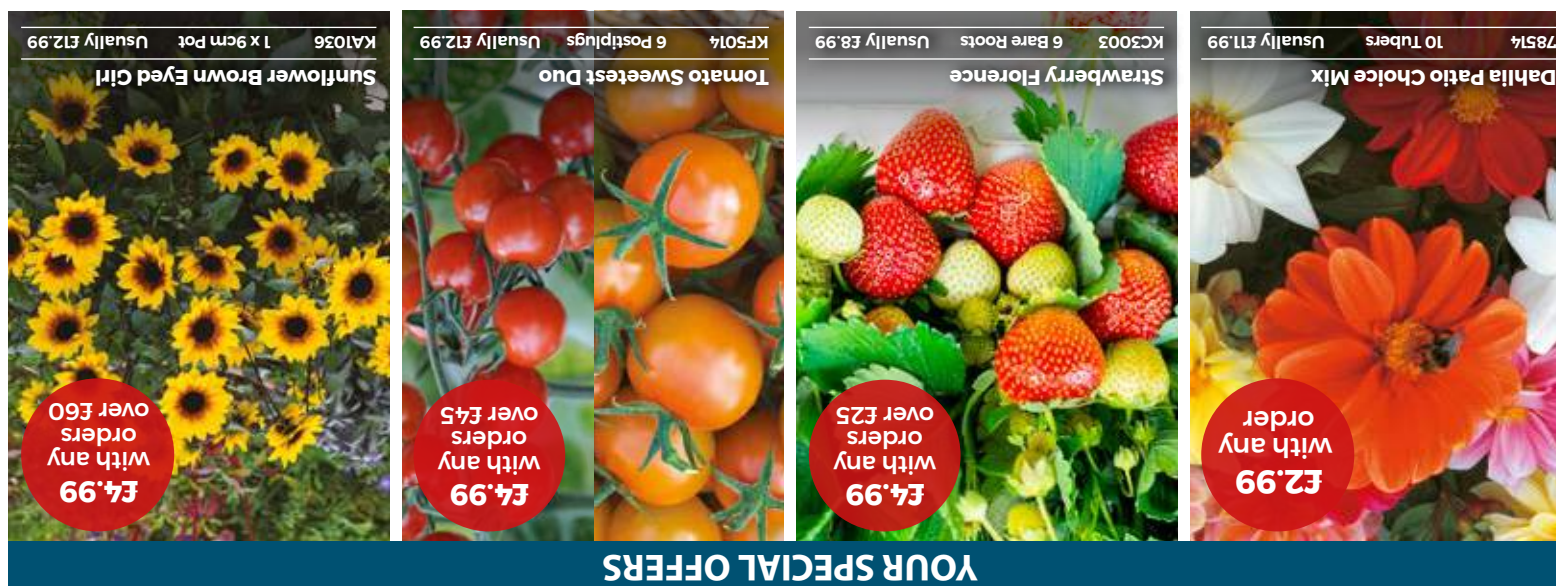 YOUR SPECIAL OFFERS
£2.99
with any
order
Dahlia Patio Choice Mix
78514 10 Tubers Usually £11.99
£4.99
with any
orders
over £25
Strawberry Florence
KC3003 6 Bare Roots Usually £8.99
£4.99
with any
orders
over £45
Tomato Sweetest Duo
KF5014 6 Postiplugs Usually £12.99
£4.99
with any
orders
over £60
Sunflower Brown Eyed Girl
KA1036 1 x 9cm Pot Usually £12.99